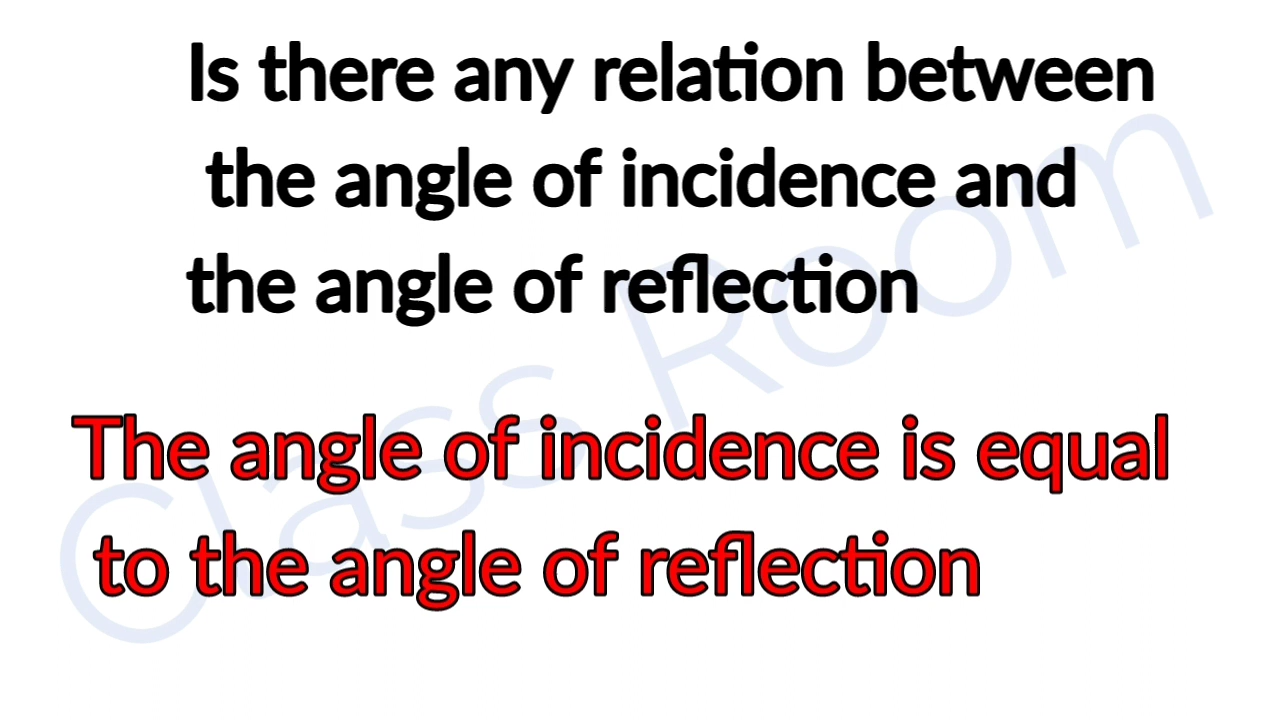 Is there any relation between
the angle of incidence and
the angle of reflection
The angle of incidence is equal
to the angle of reflection
Class Room